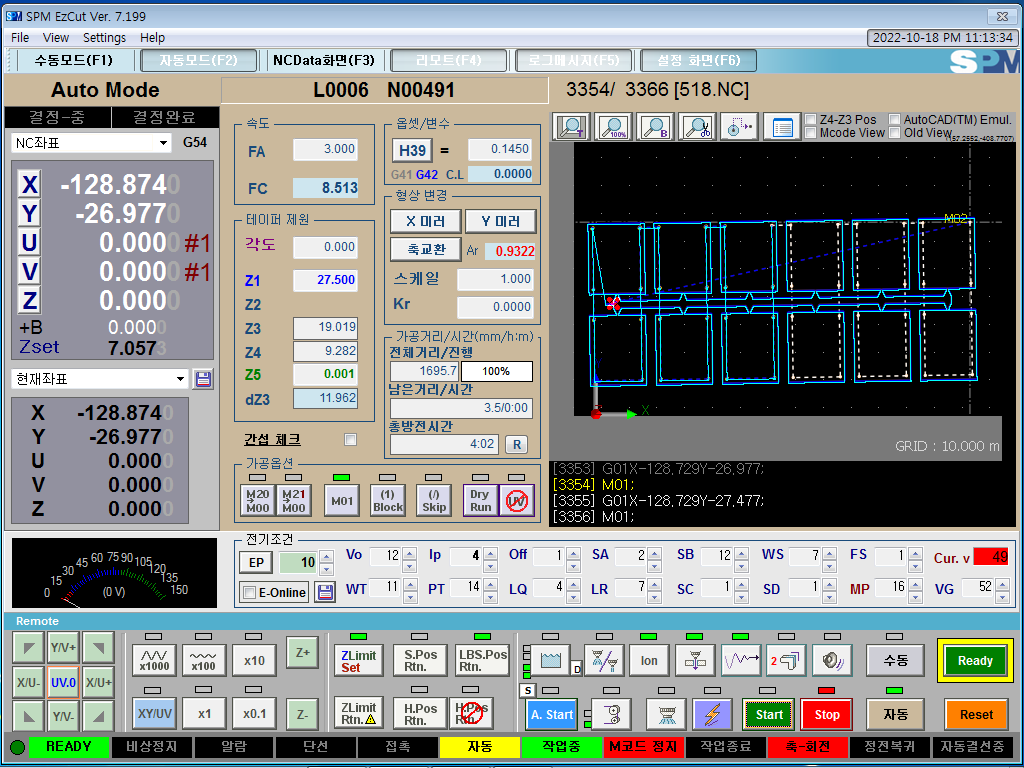 SPM EzCut Ver. 7.199
File View Settings Help
2022-10-18 PM 11:13:34
수동모드(F1) 자동모드(F2) NCData화면(F3) 리모트(F4) 로그메시지(F5) 설정 화면(F6)
SPM
Auto Mode
L0006 N00491
3354/ 3366 [518.NC]
결정-중 결정완료
NC좌표 G54
X -128.8740
Y -26.9770
U 0.0000 #1
V 0.0000 #1
Z 0.0000
+B 0.0000
Zset 7.0573
현재좌표
X -128.8740
Y -26.9770
U 0.0000
V 0.0000
Z 0.0000
속도
FA 3.000
FC 8.513
테이퍼 제원
각도 0.000
Z1 27.500
Z2
Z3 19.019
Z4 9.282
Z5 0.001
dZ3 11.962
간섭 체크
옵셋/변수
H39 = 0.1450
G41 G42 C.L 0.0000
형상 변경
X 미러 Y 미러
축교환 Ar 0.9322
스케일 1.000
Kr 0.0000
가공거리/시간(mm/h:m)
전체거리/진행
1695.7 100%
남은거리/시간
3.5/0:00
총방전시간
4:02 R
가공옵션
M20 M00
M21 M00
M01
(1) Block
(/) Skip
Dry Run
UV
T 100% B
Z4-Z3 Pos AutoCAD(TM) Emul.
Mcode View Old View
(57.2552,-408.7707)
M02
X
GRID : 10.000 m
[3353] G01X-128,729Y-26,977;
[3354] M01;
[3355] G01X-128,729Y-27,477;
[3356] M01;
0 15 30 45 60 75 90 105 120 135 150
(0 V)
전기조건
EP 10 Vo 12 Ip 4 Off 1 SA 2 SB 12 WS 7 FS 1 Cur. v 49
E-Online WT 11 PT 14 LQ 4 LR 7 SC 1 SD 1 MP 16 VG 52
Remote
Y/V+
X/U- UV.0 X/U+
Y/V-
x1000 x100 x10 Z+
XY/UV x1 x0.1 Z-
ZLimit Set
S.Pos Rtn.
LBS.Pos Rtn.
ZLimit Rtn.
H.Pos Rtn.
H.Pos Rtn.
D Ion 2 수동 Ready
S A. Start Start Stop 자동 Reset
READY 비상정지 알람 단선 접촉 자동 작업중 M코드 정지 작업종료 축-회전 정전복귀 자동결선중